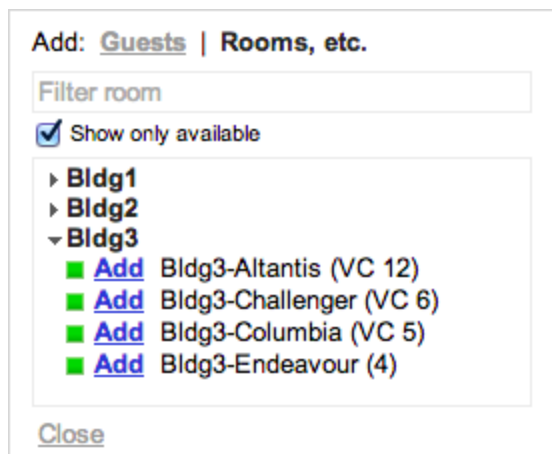 Add: Guests | Rooms, etc.
Filter room
Show only available
Bldg1
Bldg2
Bldg3
Add Bldg3-Altantis (VC 12)
Add Bldg3-Challenger (VC 6)
Add Bldg3-Columbia (VC 5)
Add Bldg3-Endeavour (4)
Close